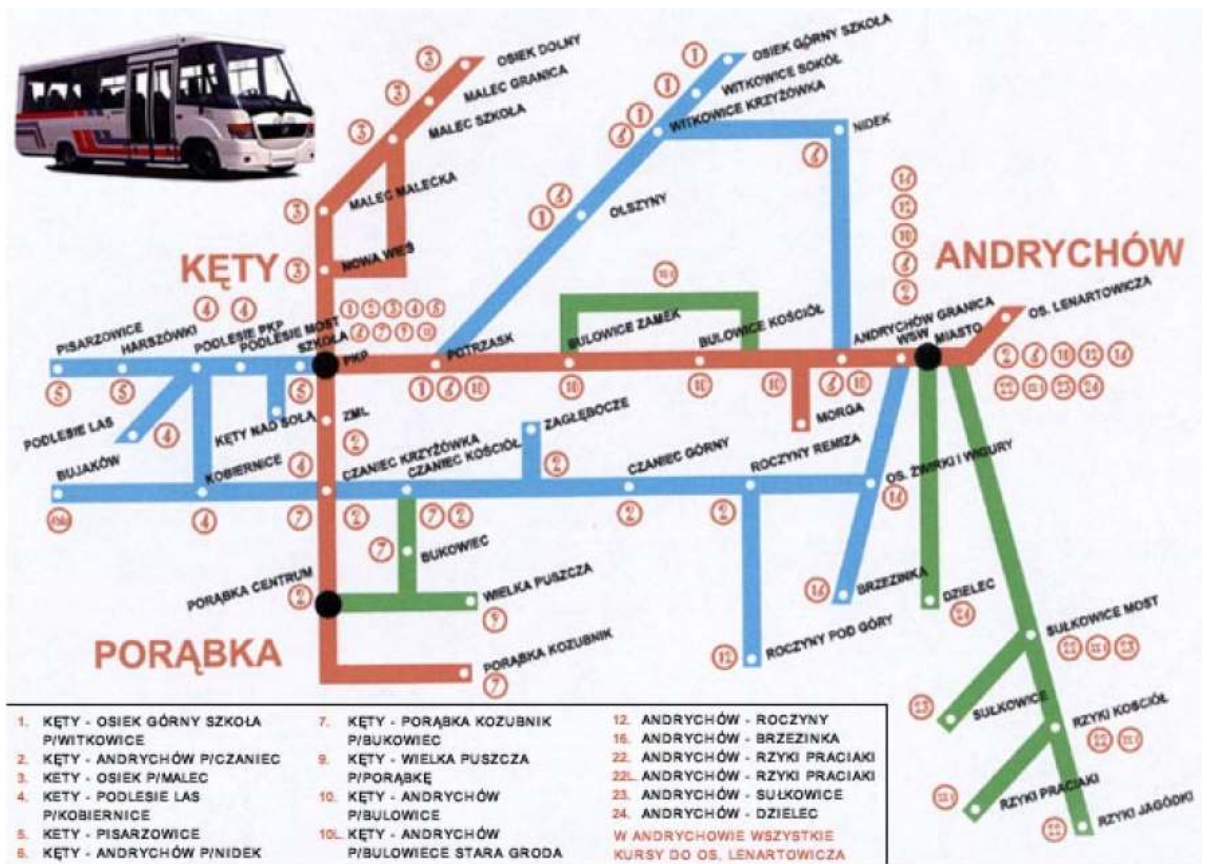 OSIEK DOLNY
MALEC GRANICA
MALEC SZKOŁA
MALEC MALECKA
NOWA WIEŚ
OSIEK GÓRNY SZKOŁA
WITKOWICE SOKÓŁ
WITKOWICE KRZYŻÓWKA
NIDEK
OLSZYNY
KĘTY
ANDRYCHÓW
PISARZOWICE
HARSZÓWKI
PODLESIE PKP
PODLESIE MOST
SZKOŁA
PKP
POTRZASK
BULOWICE ZAMEK
BULOWICE KOŚCIÓŁ
ANDRYCHÓW GRANICA
WSW
MIASTO
OS. LENARTOWICZA
PODLESIE LAS
KĘTY NAD SOŁĄ
ZML
ZAGŁĘBOCZE
MORGA
BUJAKÓW
KOBIERNICE
CZANIEC KRZYŻÓWKA
CZANIEC KOŚCIÓŁ
CZANIEC GÓRNY
ROCZYNY REMIZA
OS. ŻWIRKI I WIGURY
BUKOWIEC
PORĄBKA CENTRUM
WIELKA PUSZCZA
BRZEZINKA
DZIELEC
PORĄBKA
PORĄBKA KOZUBNIK
ROCZYNY POD GÓRY
SUŁKOWICE MOST
SUŁKOWICE
RZYKI KOŚCIÓŁ
RZYKI PRACIAKI
RZYKI JAGÓDKI
1. KĘTY - OSIEK GÓRNY SZKOŁA
P/WITKOWICE
2. KĘTY - ANDRYCHÓW P/CZANIEC
3. KETY - OSIEK P/MALEC
4. KETY - PODLESIE LAS
P/KOBIERNICE
5. KETY - PISARZOWICE
6. KĘTY - ANDRYCHÓW P/NIDEK
7. KĘTY - PORĄBKA KOZUBNIK
P/BUKOWIEC
9. KĘTY - WIELKA PUSZCZA
P/PORĄBKĘ
10. KĘTY - ANDRYCHÓW
P/BULOWICE
10L. KĘTY - ANDRYCHÓW
P/BULOWIECE STARA GRODA
12. ANDRYCHÓW - ROCZYNY
16. ANDRYCHÓW - BRZEZINKA
22. ANDRYCHÓW - RZYKI PRACIAKI
22L. ANDRYCHÓW - RZYKI PRACIAKI
23. ANDRYCHÓW - SUŁKOWICE
24. ANDRYCHÓW - DZIELEC
W ANDRYCHOWIE WSZYSTKIE
KURSY DO OS. LENARTOWICZA